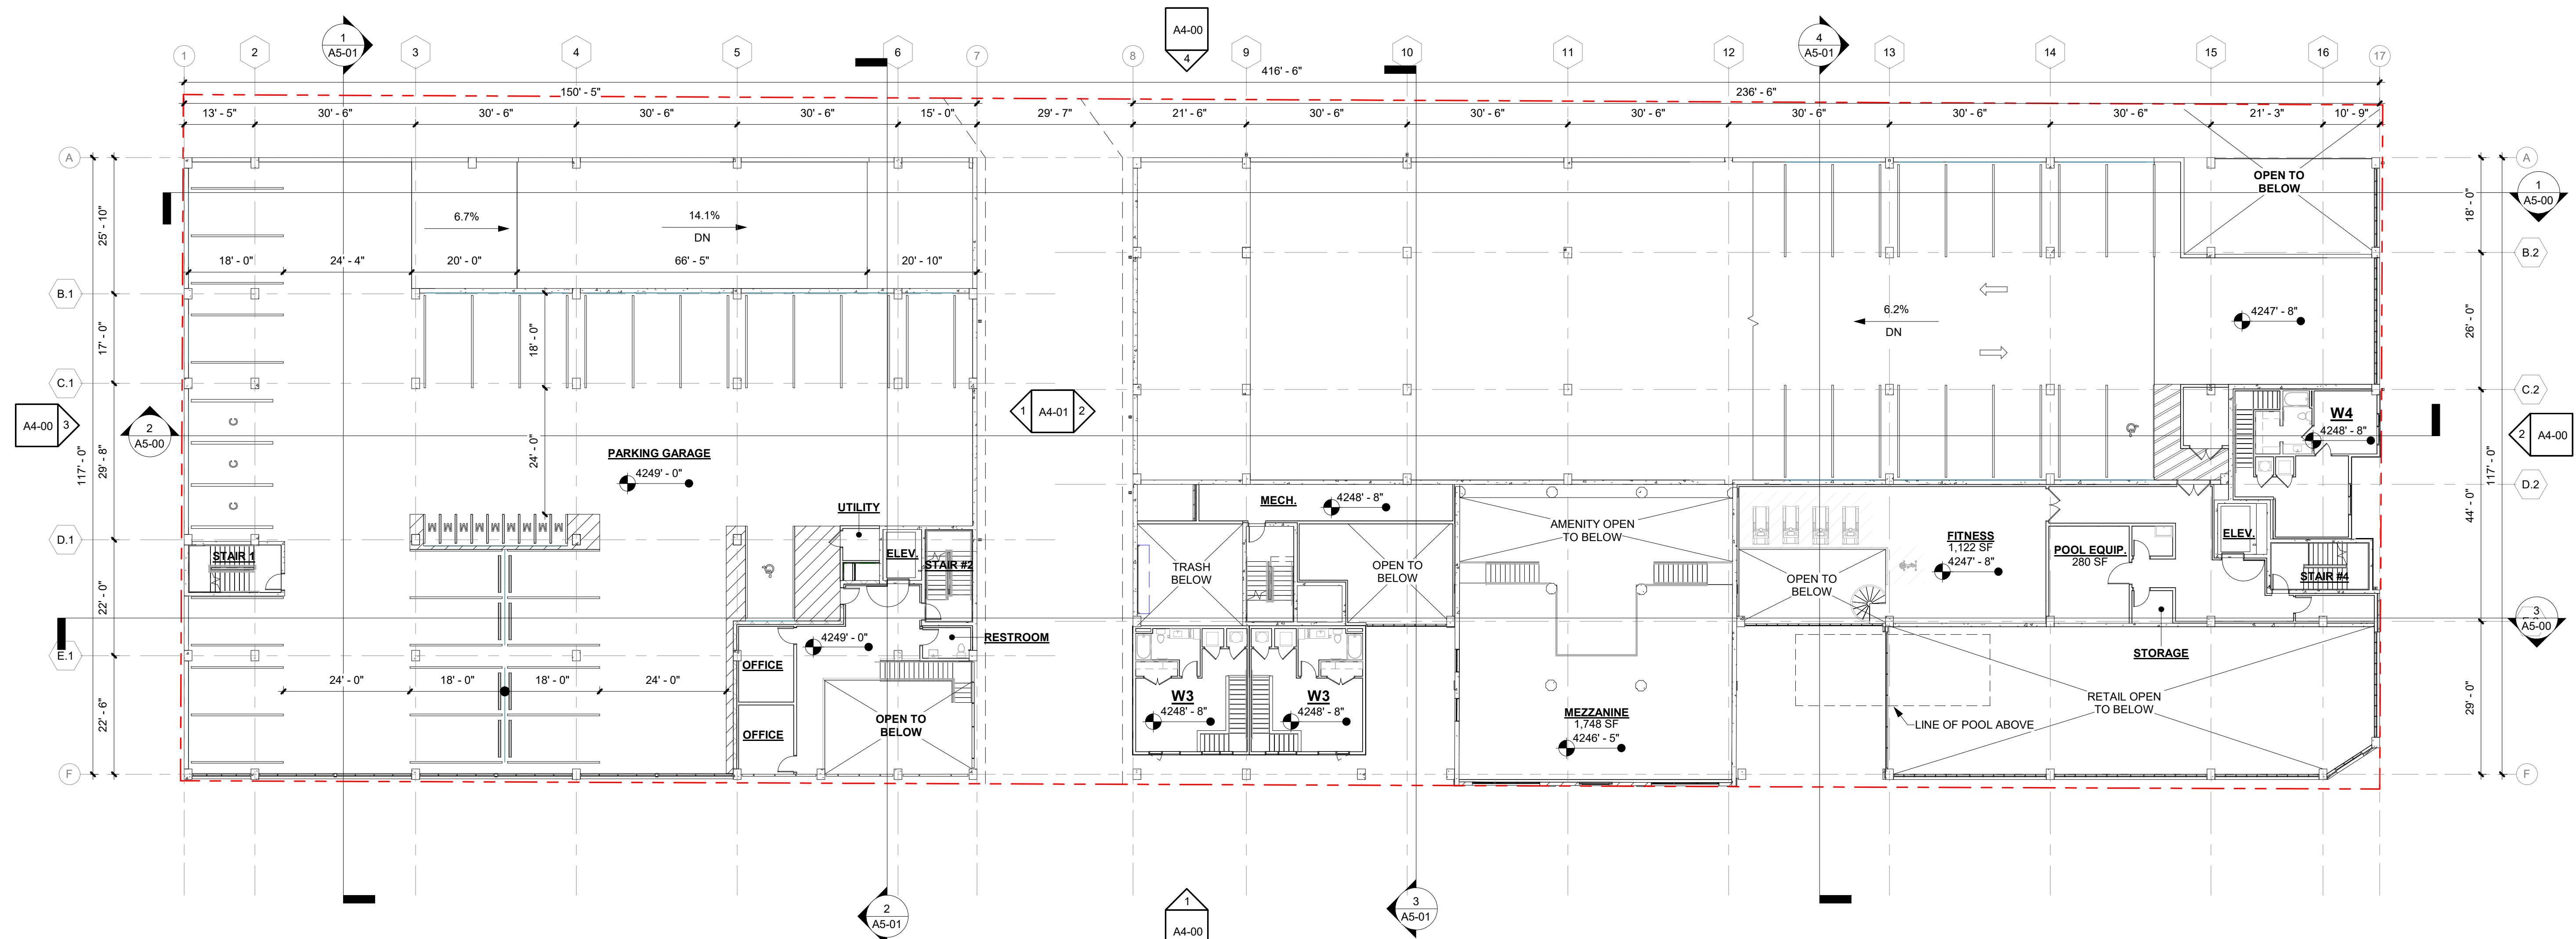 1
A5-01
A4-00
4
4
A5-01
1
2
3
4
5
6
7
8
9
10
11
12
13
14
15
16
17
416' - 6"
150' - 5"
236' - 6"
13' - 5"
30' - 6"
30' - 6"
30' - 6"
30' - 6"
15' - 0"
29' - 7"
21' - 6"
30' - 6"
30' - 6"
30' - 6"
30' - 6"
30' - 6"
30' - 6"
21' - 3"
10' - 9"
A
A
OPEN TO
BELOW
1
A5-00
25' - 10"
6.7%
14.1%
DN
18' - 0"
18' - 0"
24' - 4"
20' - 0"
66' - 5"
20' - 10"
B.2
B.1
17' - 0"
18' - 0"
6.2%
DN
4247' - 8"
26' - 0"
C.1
C.2
A4-00
3
2
A5-00
117' - 0"
29' - 8"
C
C
C
24' - 0"
PARKING GARAGE
4249' - 0"
1
A4-01
2
W4
4248' - 8"
2
A4-00
117' - 0"
D.2
44' - 0"
MECH.
4248' - 8"
UTILITY
M M M M M M M M M
D.1
STAIR 1
ELEV.
STAIR #2
TRASH
BELOW
OPEN TO
BELOW
AMENITY OPEN
TO BELOW
OPEN TO
BELOW
FITNESS
1,122 SF
4247' - 8"
POOL EQUIP.
280 SF
ELEV.
STAIR #4
22' - 0"
3
A5-00
4249' - 0"
RESTROOM
E.1
OFFICE
STORAGE
24' - 0"
18' - 0"
18' - 0"
24' - 0"
22' - 6"
W3
4248' - 8"
W3
4248' - 8"
RETAIL OPEN
TO BELOW
29' - 0"
OPEN TO
BELOW
OFFICE
MEZZANINE
1,748 SF
4246' - 5"
LINE OF POOL ABOVE
F
F
2
A5-01
1
A4-00
3
A5-01